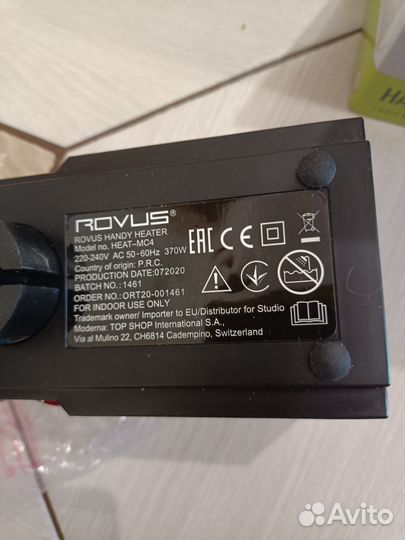 HA
ROVUS®
ROVUS HANDY HEATER
Model no. HEAT-MC4
220-240V AC 50-60Hz 370W
Country of origin: P.R.C.
PRODUCTION DATE:072020
BATCH NO.:1461
ORDER NO.:ORT20-001461
FOR INDOOR USE ONLY
Trademark owner/ Importer to EU/Distributor for Studio
Moderna: TOP SHOP International S.A.,
Via al Mulino 22, CH6814 Cadempino, Switzerland
EAC CE
Avito